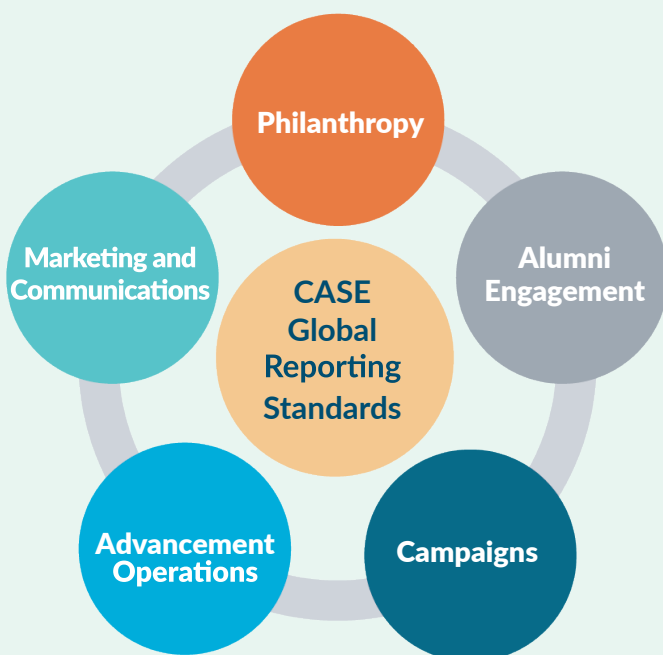 Philanthropy
Marketing and
Communications
Alumni
Engagement
CASE
Global
Reporting
Standards
Advancement
Operations
Campaigns